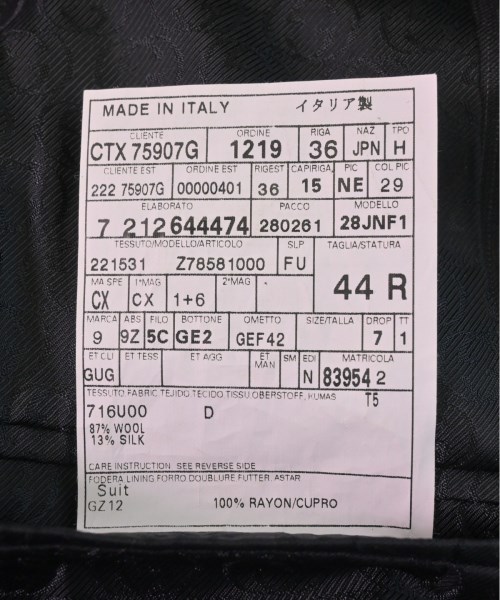 MADE IN ITALY イタリア製
CLIENTE ORDINE RIGA NAZ TPO
CTX 75907G 1219 36 JPN H
CLIENTE EST ORDINE EST RIGEST CAPIRIGA PIC COL PIC
222 75907G 00000401 36 15 NE 29
ELABORATO PACCO MODELLO
7 212644474 280261 28JNF1
TESSUTO/MODELLO/ARTICOLO SLP TAGLIA/STATURA
221531 Z78581000 FU 44 R
MA SPE 1°MAG 2°MAG
CX CX 1+6
MARCA ABS FILO BOTTONE OMETTO SIZE/TALLA DROP TT
9 9Z 5C GE2 GEF42 7 1
ET CLI ET TESS ET AGG ET MAN SM EDI MATRICOLA
GUG N 83954 2
TESSUTO FABRIC TEJIDO TECIDO TISSU OBERSTOFF, KUMAS T5
716U00 D
87% WOOL
13% SILK
CARE INSTRUCTION SEE REVERSE SIDE
FODERA LINING FORRO DOUBLURE FUTTER ASTAR
Suit
GZ12 100% RAYON/CUPRO